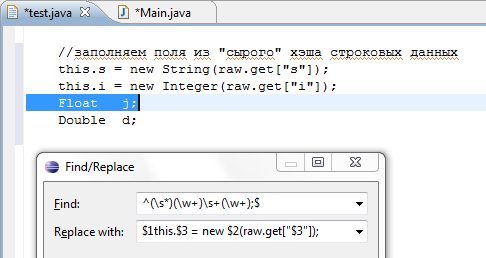 *test.java
*Main.java
//заполняем поля из "сырого" хэша строковых данных
this.s = new String(raw.get["s"]);
this.i = new Integer(raw.get["i"]);
Float j;
Double d;
Find/Replace
Find:
^(\s*)(\w+)\s+(\w+);$
Replace with:
$1this.$3 = new $2(raw.get["$3"]);